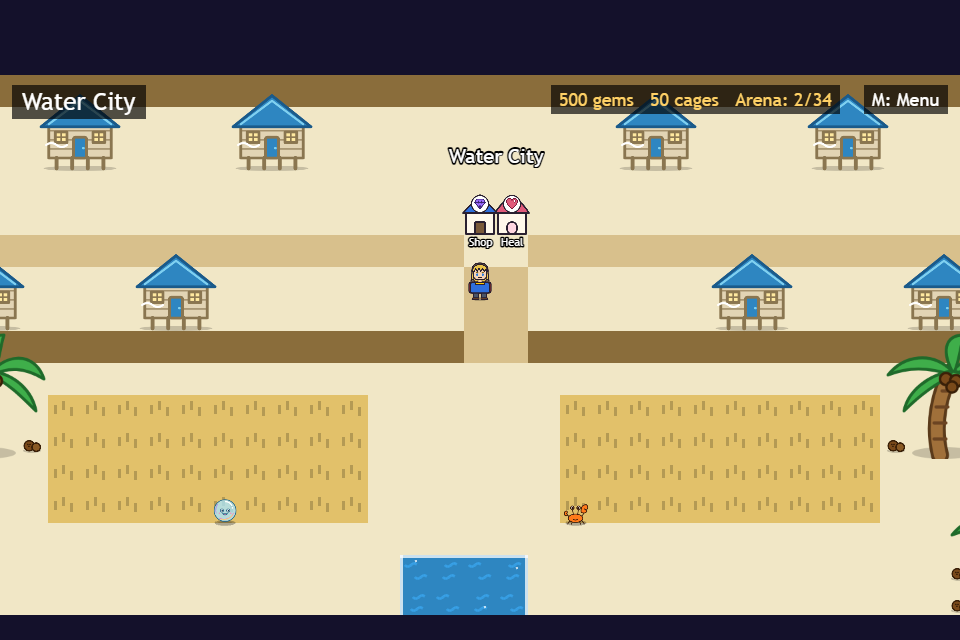 Water City
500 gems 50 cages Arena: 2/34
M: Menu
Water City
Shop
Heal